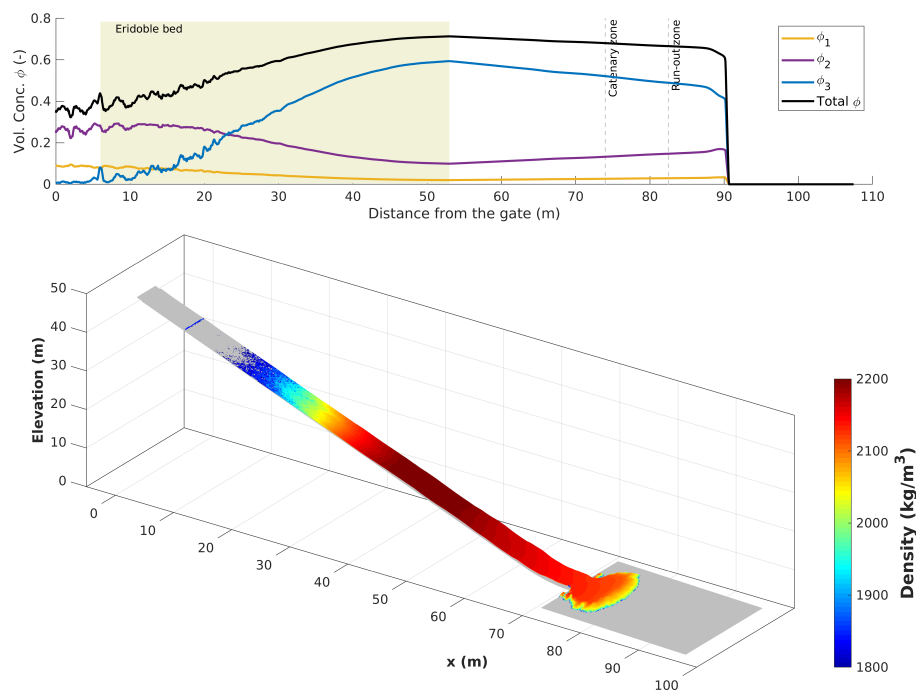 0.8
0.6
0.4
0.2
0
Vol. Conc. ϕ (-)
Eridoble bed
Catenary zone
Run-out zone
ϕ1
ϕ2
ϕ3
Total ϕ
0 10 20 30 40 50 60 70 80 90 100 110
Distance from the gate (m)
50
40
30
20
10
0
Elevation (m)
0
10
20
30
40
50
60
70
80
90
100
x (m)
2200
2100
2000
1900
1800
Density (kg/m³)